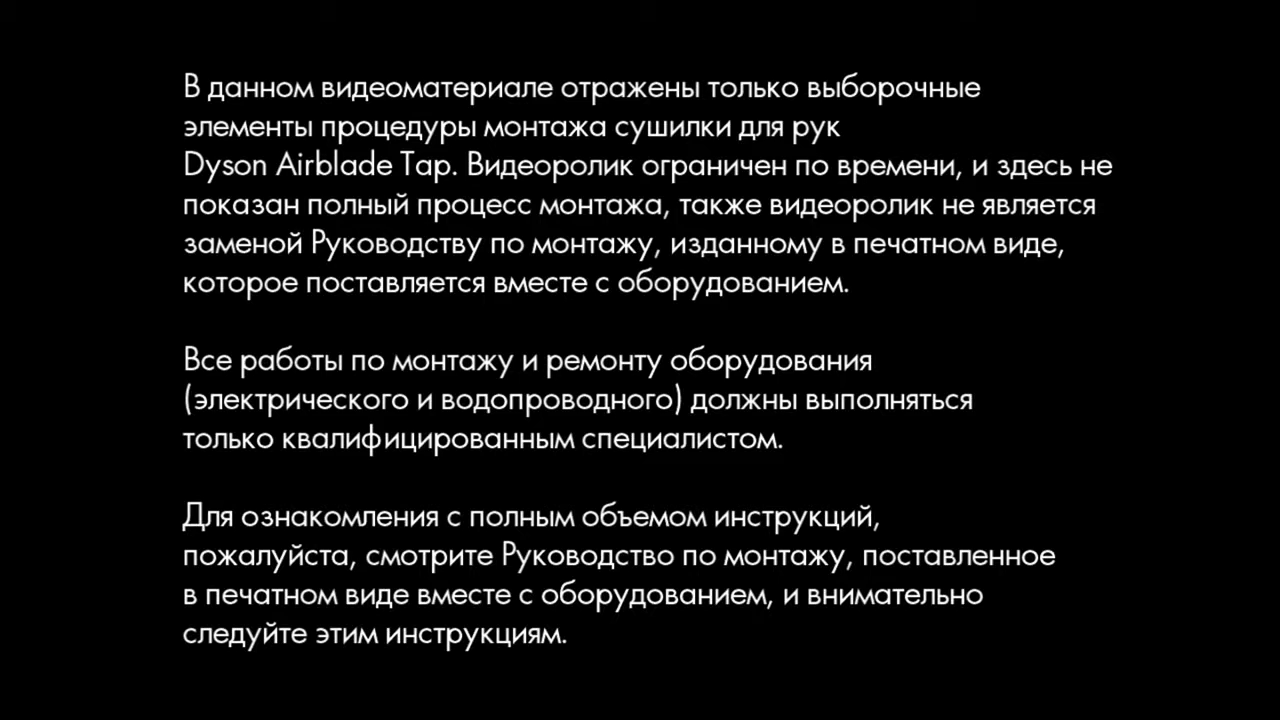 В данном видеоматериале отражены только выборочные
элементы процедуры монтажа сушилки для рук
Dyson Airblade Tap. Видеоролик ограничен по времени, и здесь не
показан полный процесс монтажа, также видеоролик не является
заменой Руководству по монтажу, изданному в печатном виде,
которое поставляется вместе с оборудованием.
Все работы по монтажу и ремонту оборудования
(электрического и водопроводного) должны выполняться
только квалифицированным специалистом.
Для ознакомления с полным объемом инструкций,
пожалуйста, смотрите Руководство по монтажу, поставленное
в печатном виде вместе с оборудованием, и внимательно
следуйте этим инструкциям.